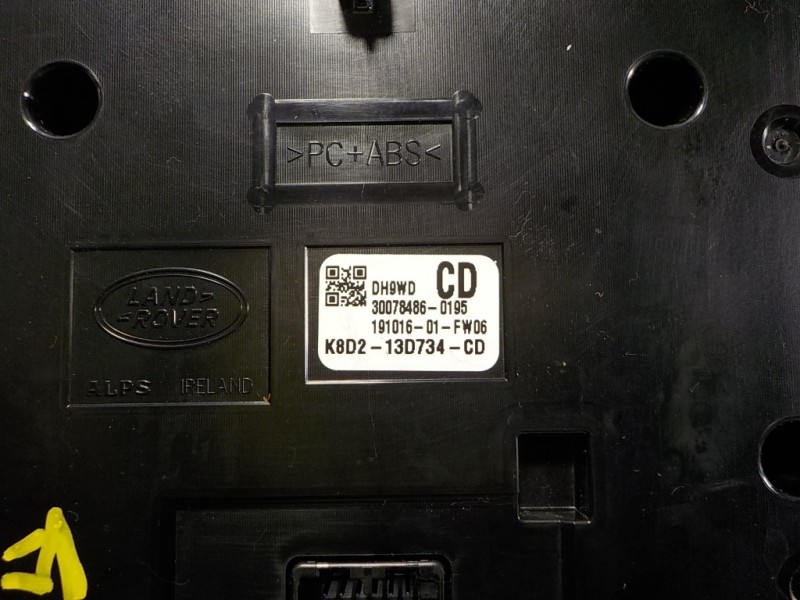 >PC+ABS<
LAND
ROVER
ALPS IRELAND
DH9WD CD
30078486-0195
191016-01-FW06
K8D2-13D734-CD